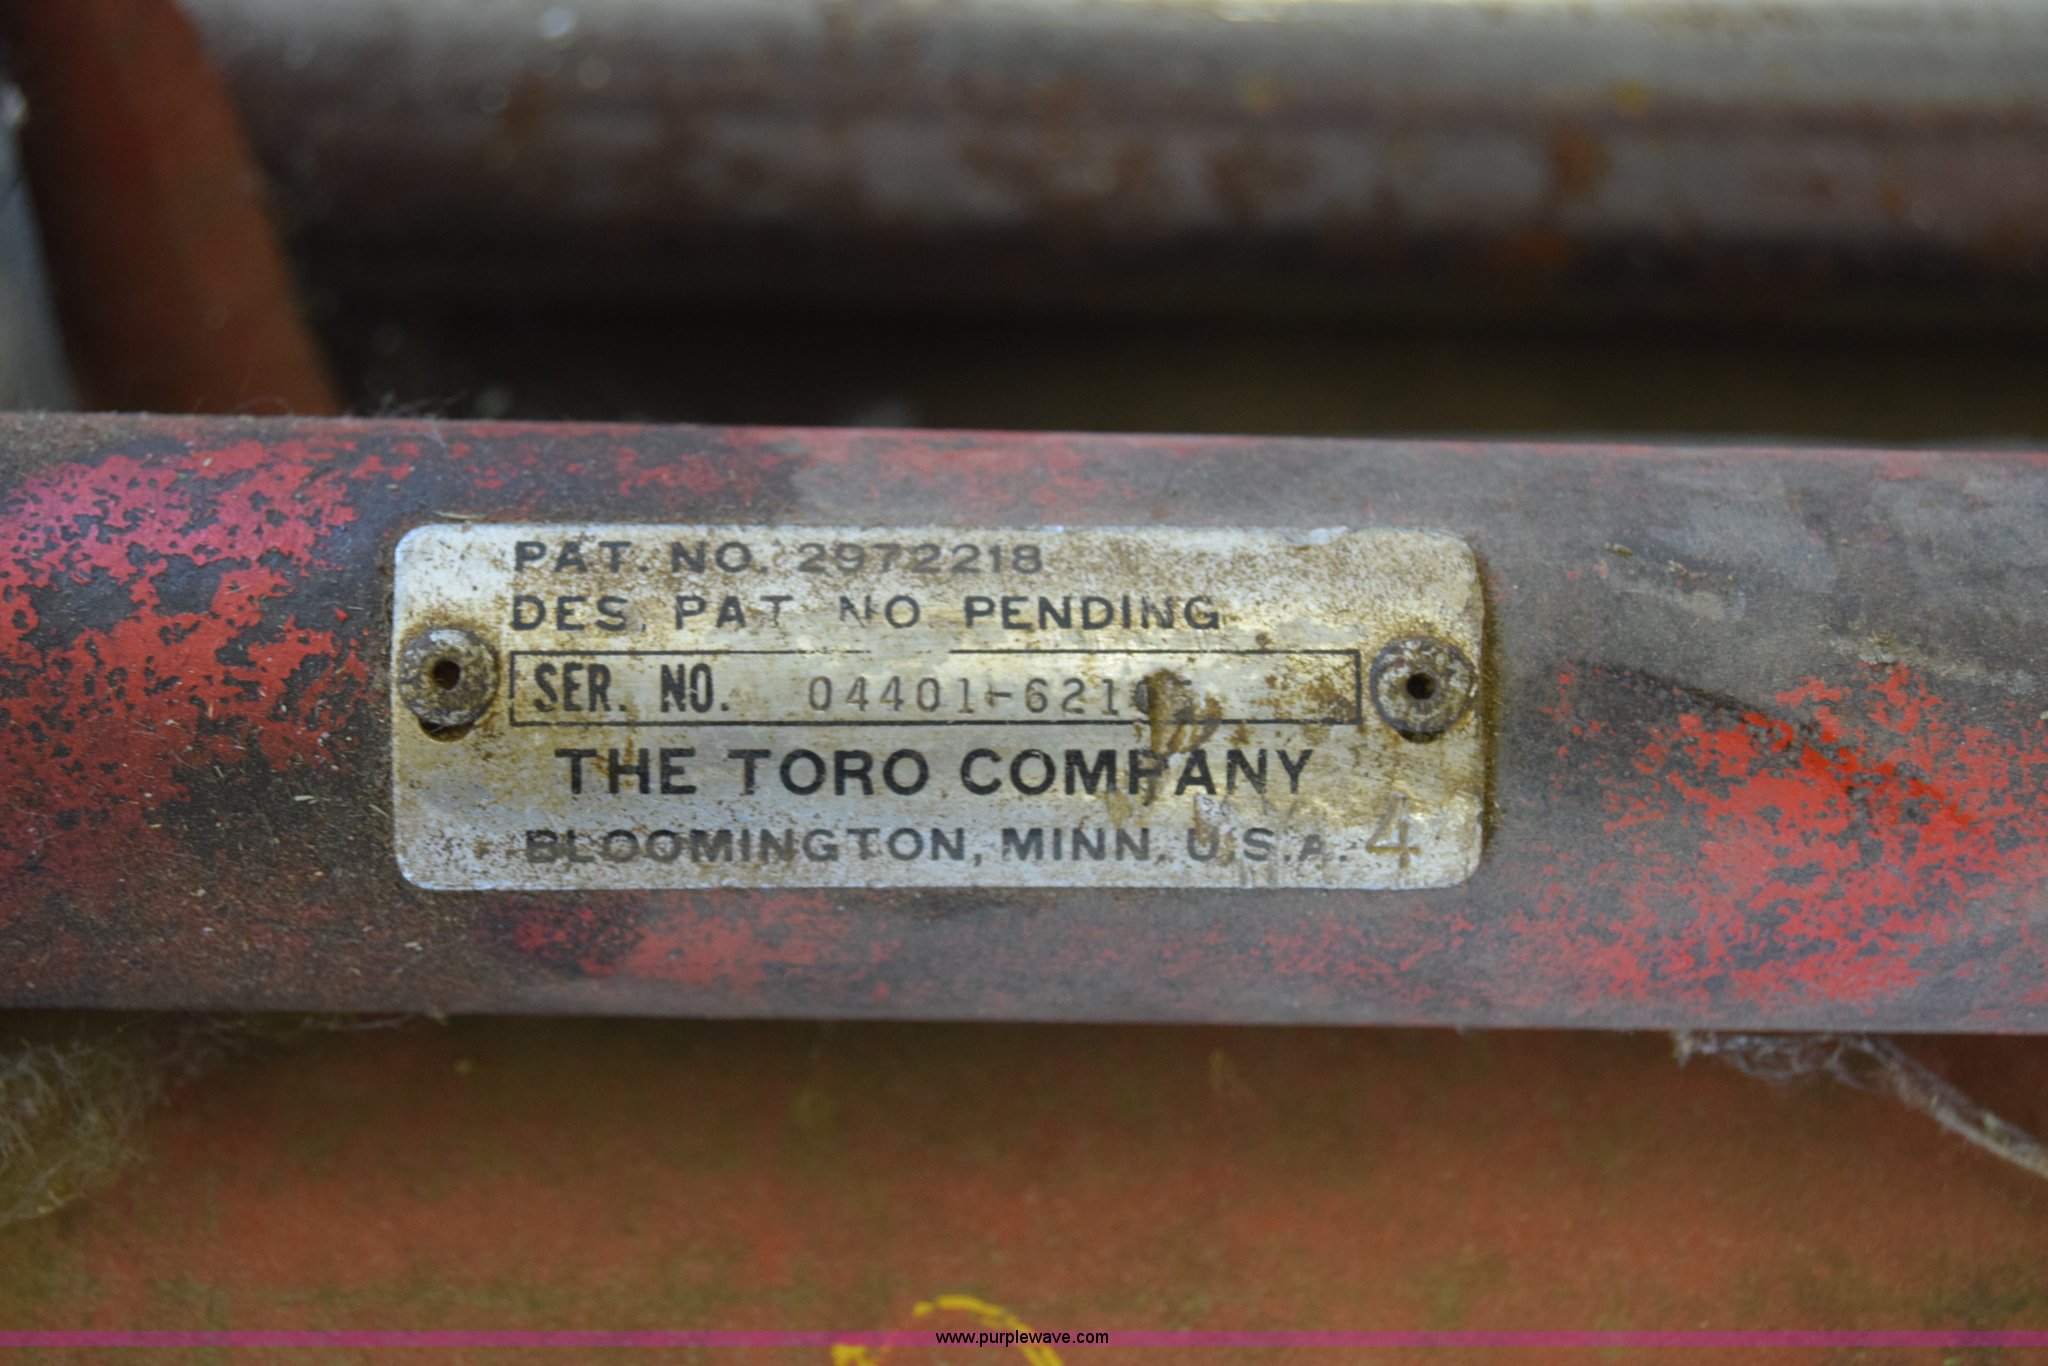 PAT. NO. 2972218
DES. PAT. NO. PENDING
SER. NO.
THE TORO COMPANY
BLOOMINGTON, MINN. U.S.A. 4
www.purplewave.com